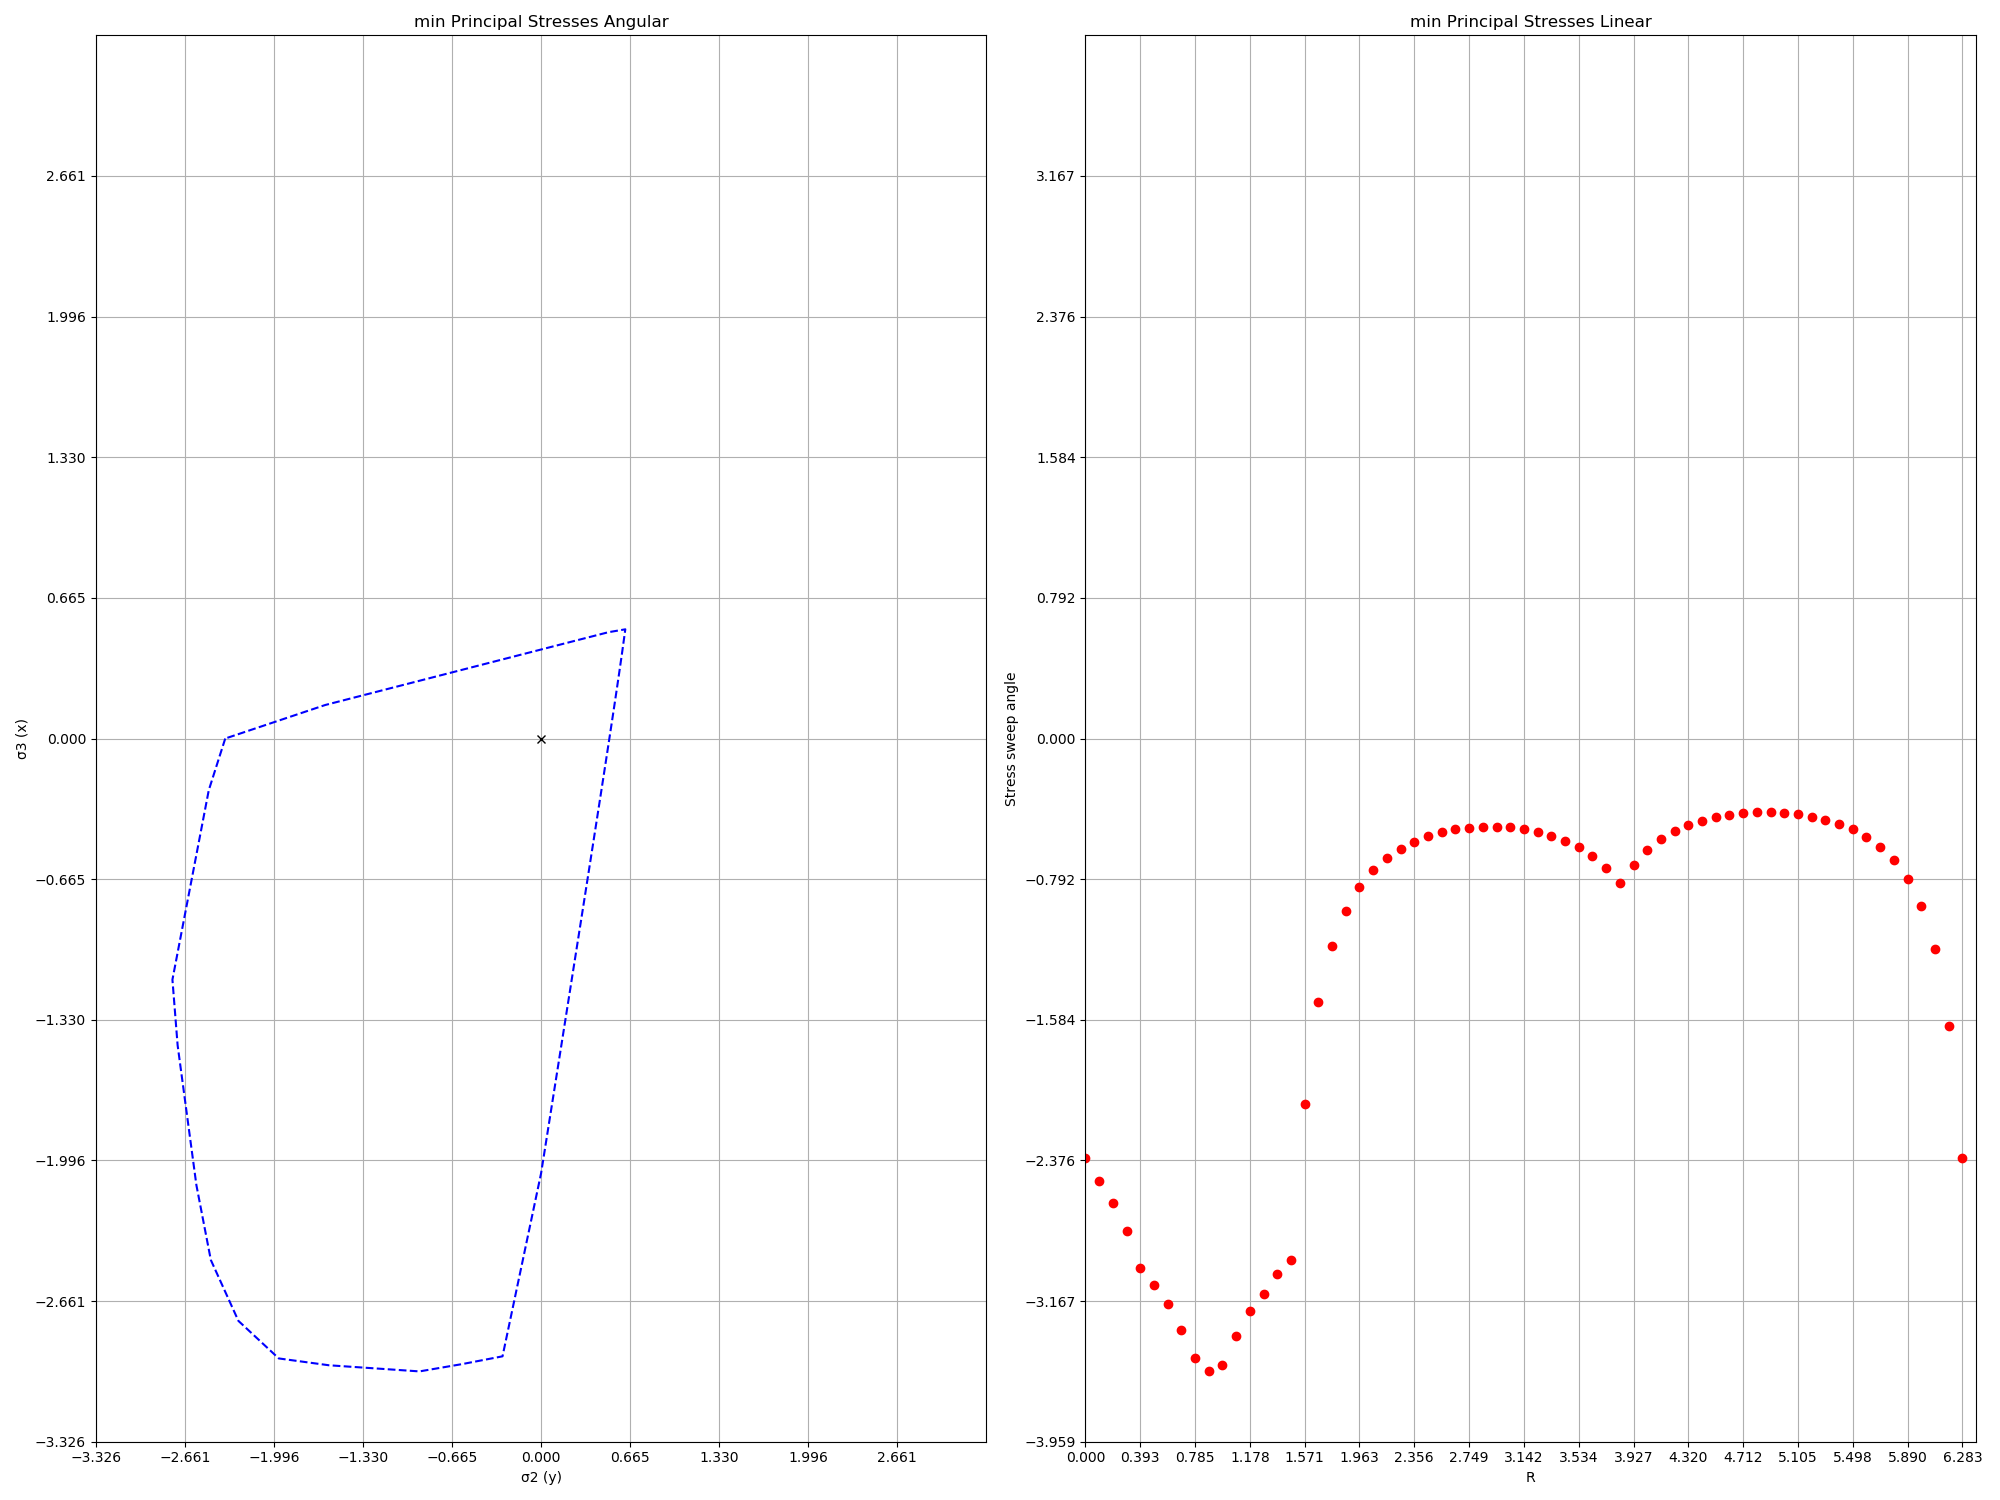 min Principal Stresses Angular
min Principal Stresses Linear
2.661
1.996
1.330
0.665
0.000
−0.665
−1.330
−1.996
−2.661
−3.326
σ3 (x)
−3.326 −2.661 −1.996 −1.330 −0.665 0.000 0.665 1.330 1.996 2.661
σ2 (y)
3.167
2.376
1.584
0.792
0.000
−0.792
−1.584
−2.376
−3.167
−3.959
Stress sweep angle
0.000 0.393 0.785 1.178 1.571 1.963 2.356 2.749 3.142 3.534 3.927 4.320 4.712 5.105 5.498 5.890 6.283
R